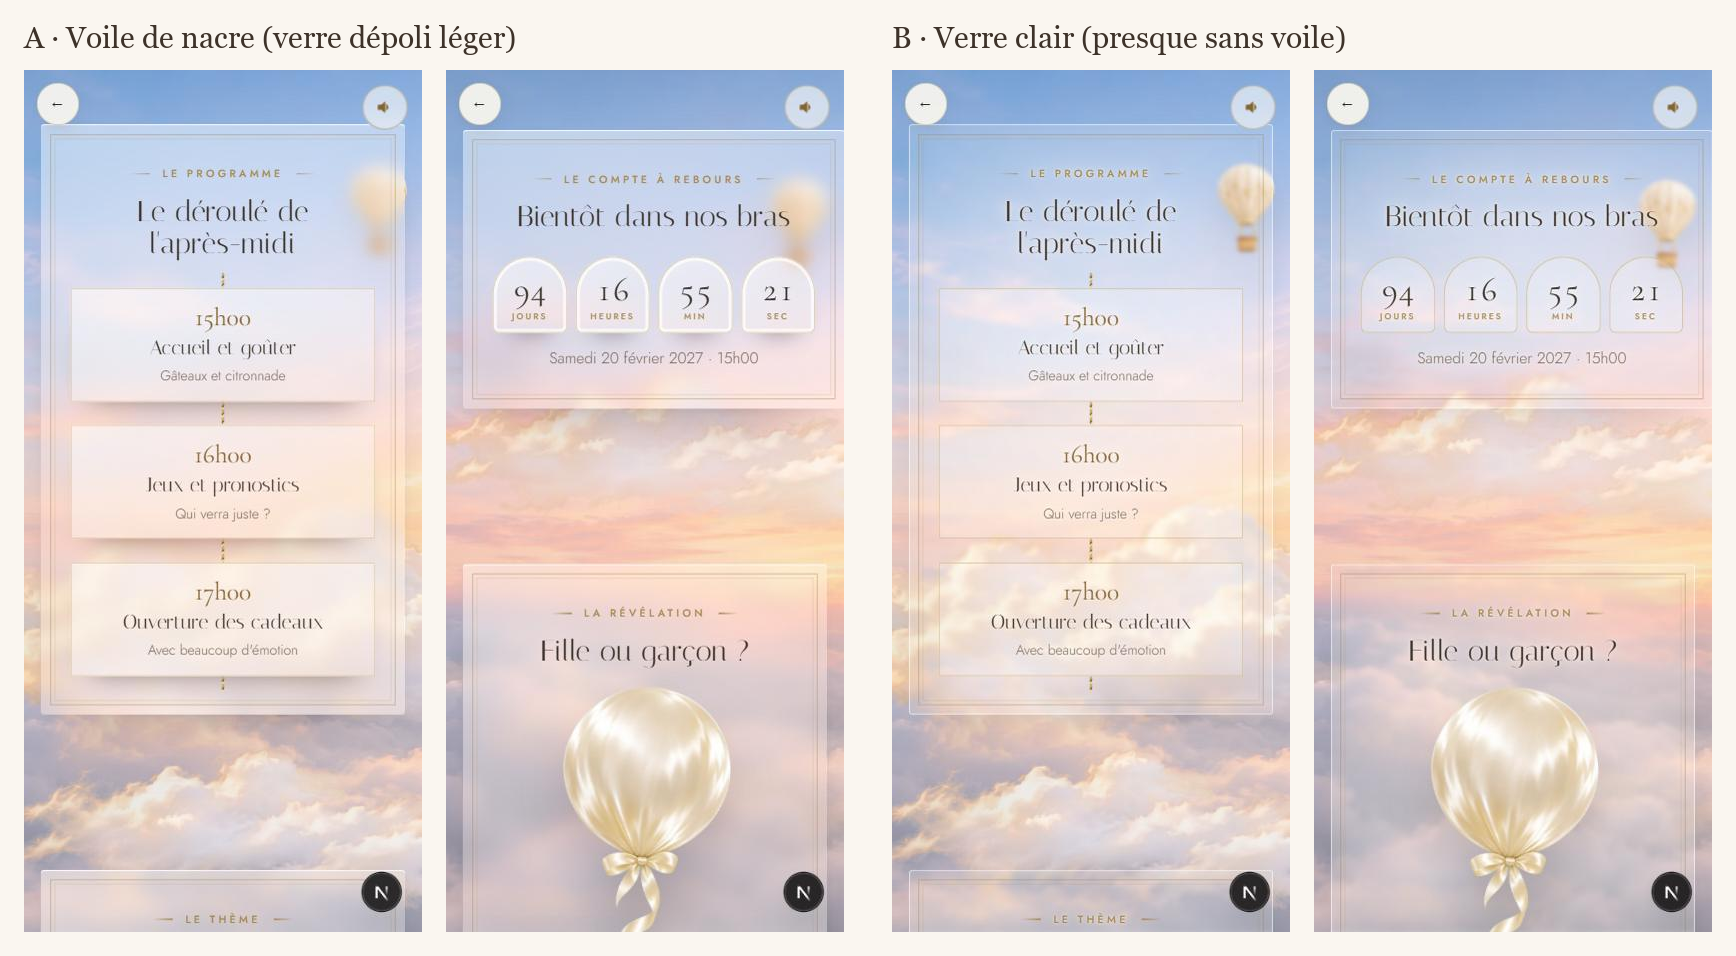 A · Voile de nacre (verre dépoli léger)
←
LE PROGRAMME
Le déroulé de
l'après-midi
15h00
Accueil et goûter
Gâteaux et citronnade
16h00
Jeux et pronostics
Qui verra juste ?
17h00
Ouverture des cadeaux
Avec beaucoup d'émotion
LE THÈME
N
←
LE COMPTE À REBOURS
Bientôt dans nos bras
94 16 55 21
JOURS HEURES MIN SEC
Samedi 20 février 2027 · 15h00
LA RÉVÉLATION
Fille ou garçon ?
N
B · Verre clair (presque sans voile)
←
LE PROGRAMME
Le déroulé de
l'après-midi
15h00
Accueil et goûter
Gâteaux et citronnade
16h00
Jeux et pronostics
Qui verra juste ?
17h00
Ouverture des cadeaux
Avec beaucoup d'émotion
LE THÈME
N
←
LE COMPTE À REBOURS
Bientôt dans nos bras
94 16 55 21
JOURS HEURES MIN SEC
Samedi 20 février 2027 · 15h00
LA RÉVÉLATION
Fille ou garçon ?
N